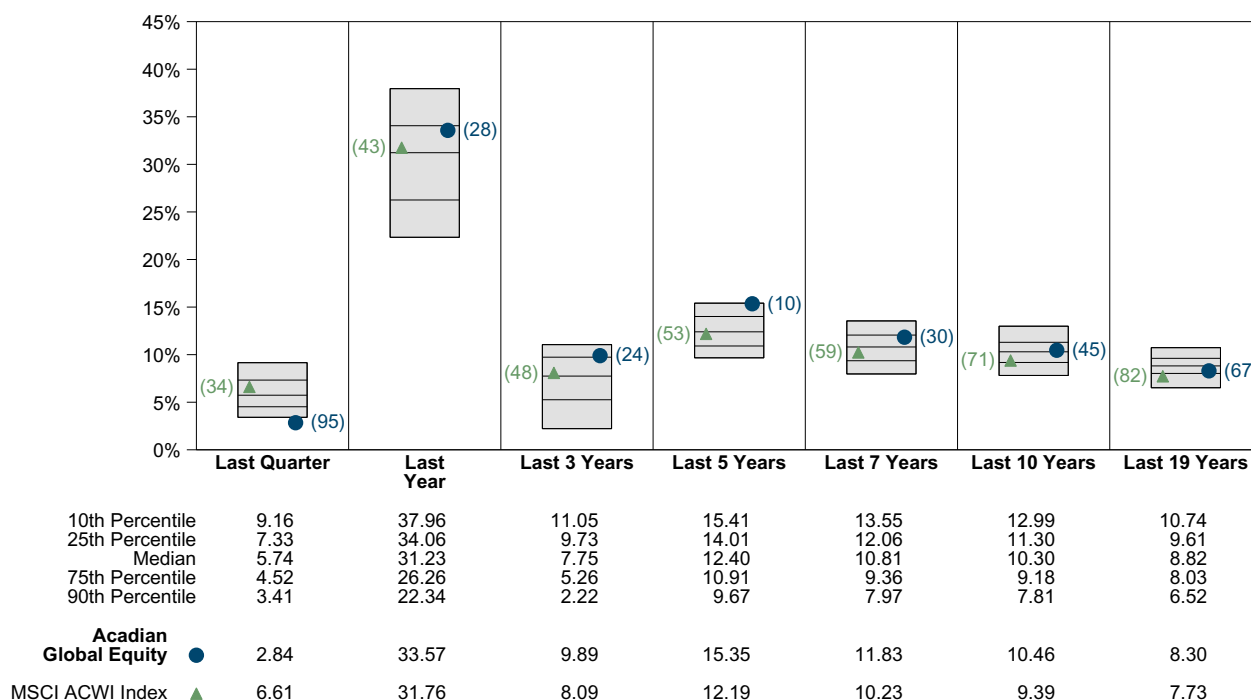 45%
40%
35%
30%
25%
20%
15%
10%
5%
0%
(34)
(95)
(43)
(28)
(48)
(24)
(53)
(10)
(59)
(30)
(71)
(45)
(82)
(67
Last Quarter Last Year Last 3 Years Last 5 Years Last 7 Years Last 10 Years Last 19 Years
10th Percentile 9.16 37.96 11.05 15.41 13.55 12.99 10.74
25th Percentile 7.33 34.06 9.73 14.01 12.06 11.30 9.61
Median 5.74 31.23 7.75 12.40 10.81 10.30 8.82
75th Percentile 4.52 26.26 5.26 10.91 9.36 9.18 8.03
90th Percentile 3.41 22.34 2.22 9.67 7.97 7.81 6.52
Acadian
Global Equity 2.84 33.57 9.89 15.35 11.83 10.46 8.30
MSCI ACWI Index 6.61 31.76 8.09 12.19 10.23 9.39 7.73